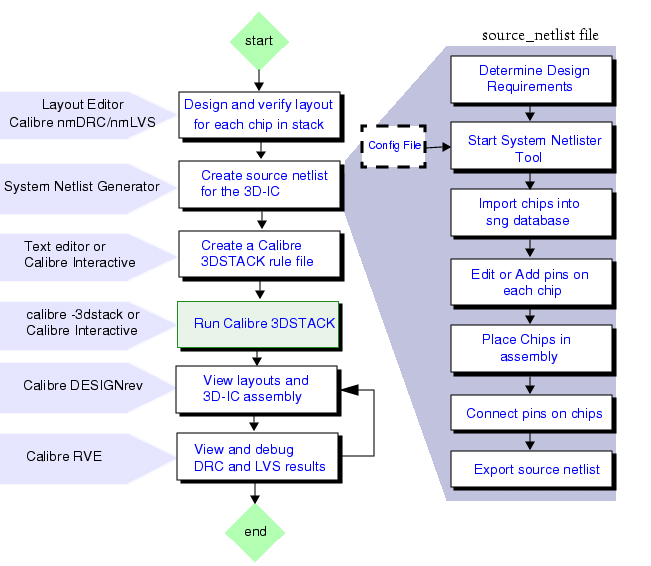 source_netlist file
start
Layout Editor
Calibre nmDRC/nmLVS
Design and verify layout
for each chip in stack
System Netlist Generator
Create source netlist
for the 3D-IC
Text editor or
Calibre Interactive
Create a Calibre
3DSTACK rule file
calibre -3dstack or
Calibre Interactive
Run Calibre 3DSTACK
Calibre DESIGNrev
View layouts and
3D-IC assembly
Calibre RVE
View and debug
DRC and LVS results
end
Config File
Determine Design
Requirements
Start System Netlister
Tool
Import chips into
sng database
Edit or Add pins on
each chip
Place Chips in
assembly
Connect pins on chips
Export source netlist